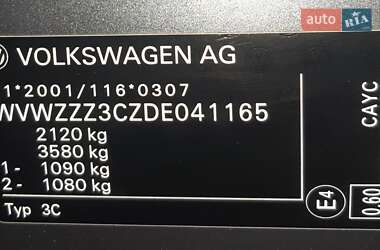 auto RIA
VOLKSWAGEN AG
1*2001/116*0307
WVWZZZ3CZDE041165
2120 kg
3580 kg
1- 1090 kg
2- 1080 kg
Typ 3C
E4
CAYC
0.60